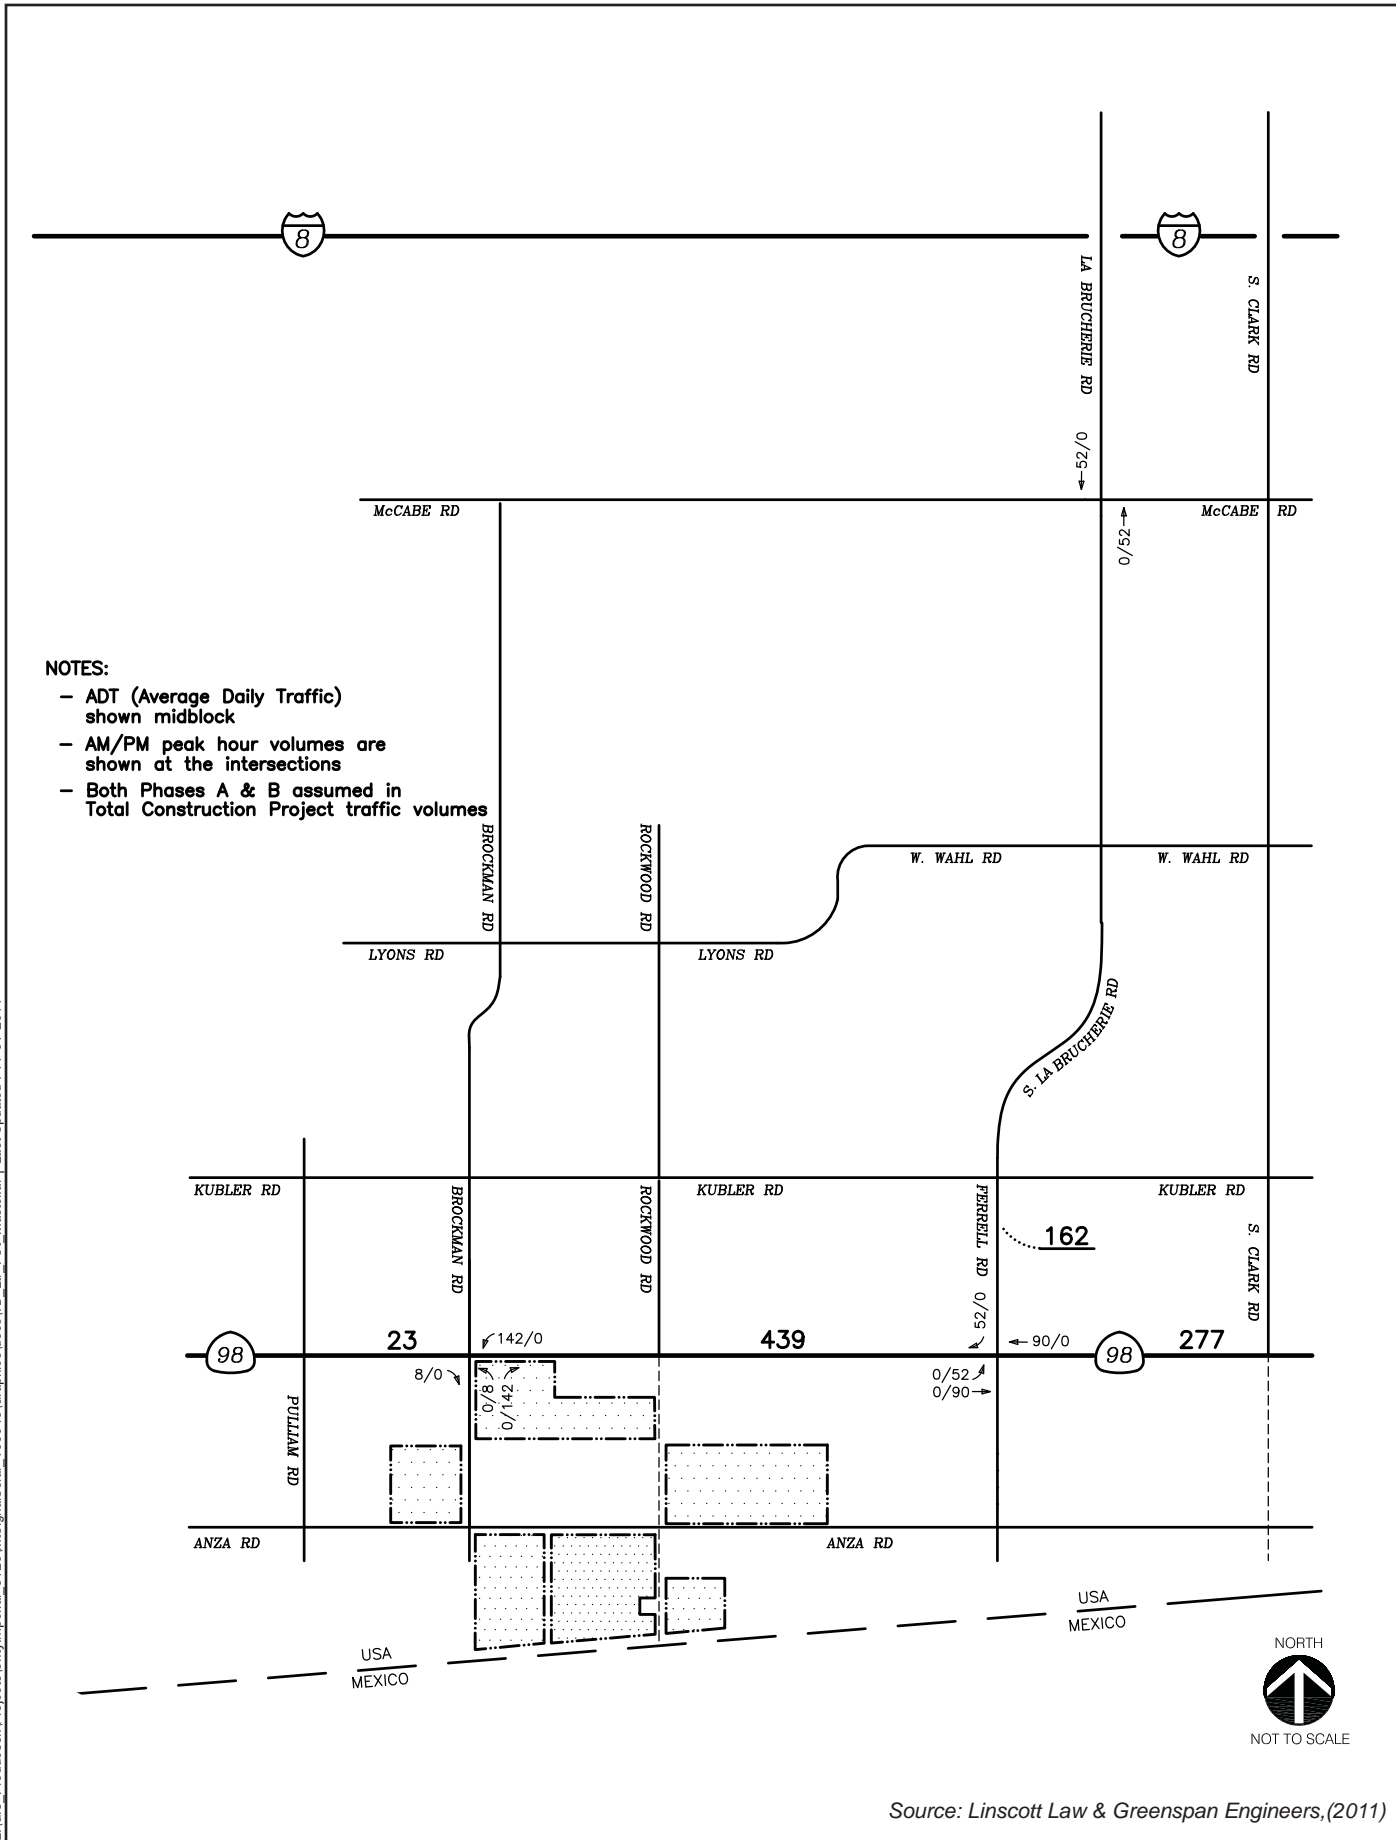 8
8
LA BRUCHERIE RD
S. CLARK RD
52/0
McCABE RD
McCABE RD
0/52
NOTES:
– ADT (Average Daily Traffic)
shown midblock
– AM/PM peak hour volumes are
shown at the intersections
– Both Phases A & B assumed in
Total Construction Project traffic volumes
BROCKMAN RD
ROCKWOOD RD
W. WAHL RD
W. WAHL RD
LYONS RD
LYONS RD
S. LA BRUCHERIE RD
KUBLER RD
KUBLER RD
KUBLER RD
BROCKMAN RD
ROCKWOOD RD
FERRELL RD
162
S. CLARK RD
52/0
98
23
142/0
439
90/0
98
277
8/0
0/8
0/142
0/52
0/90
PULLIAM RD
ANZA RD
ANZA RD
USA
MEXICO
USA
MEXICO
NORTH
NOT TO SCALE
Source: Linscott Law & Greenspan Engineers,(2011)